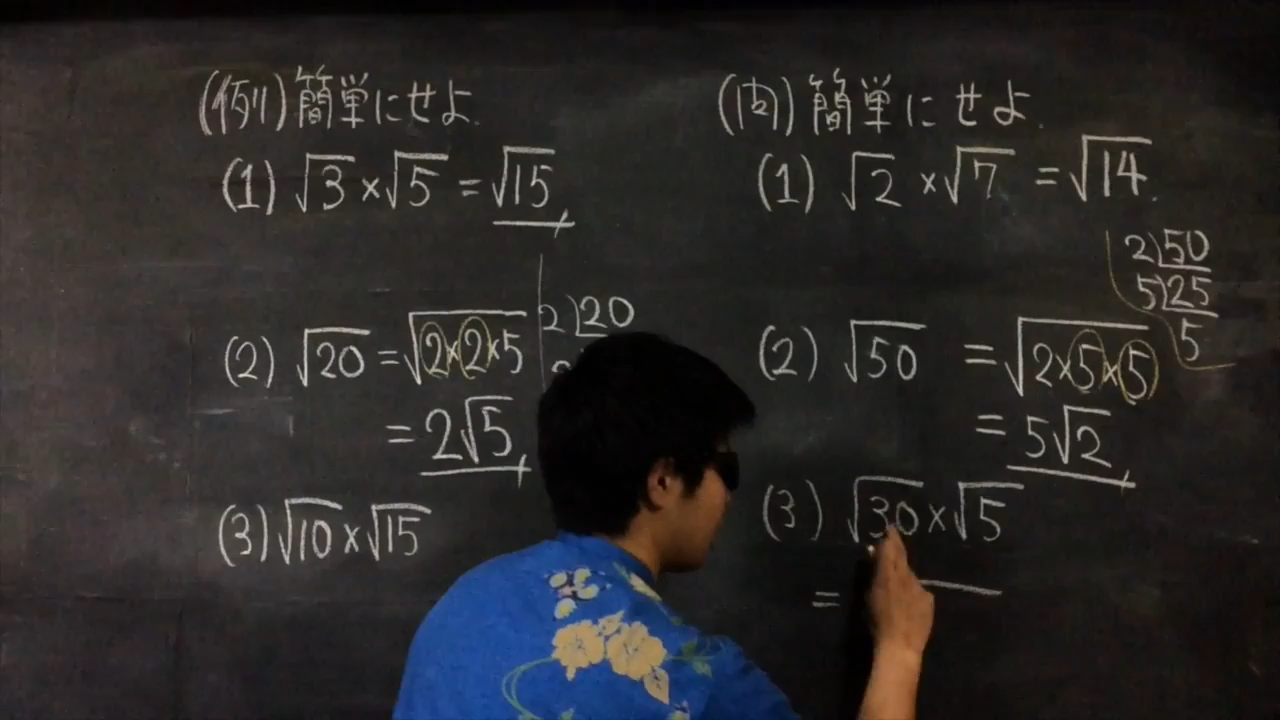 (例)簡単にせよ.
(1) √3 × √5 = √15
2)20
(2) √20 = √2×2×5
= 2√5
(3) √10 × √15
(問)簡単にせよ.
(1) √2 × √7 = √14.
2)50
5)25
5
(2) √50 = √2×5×5
= 5√2
(3) √30 × √5
=